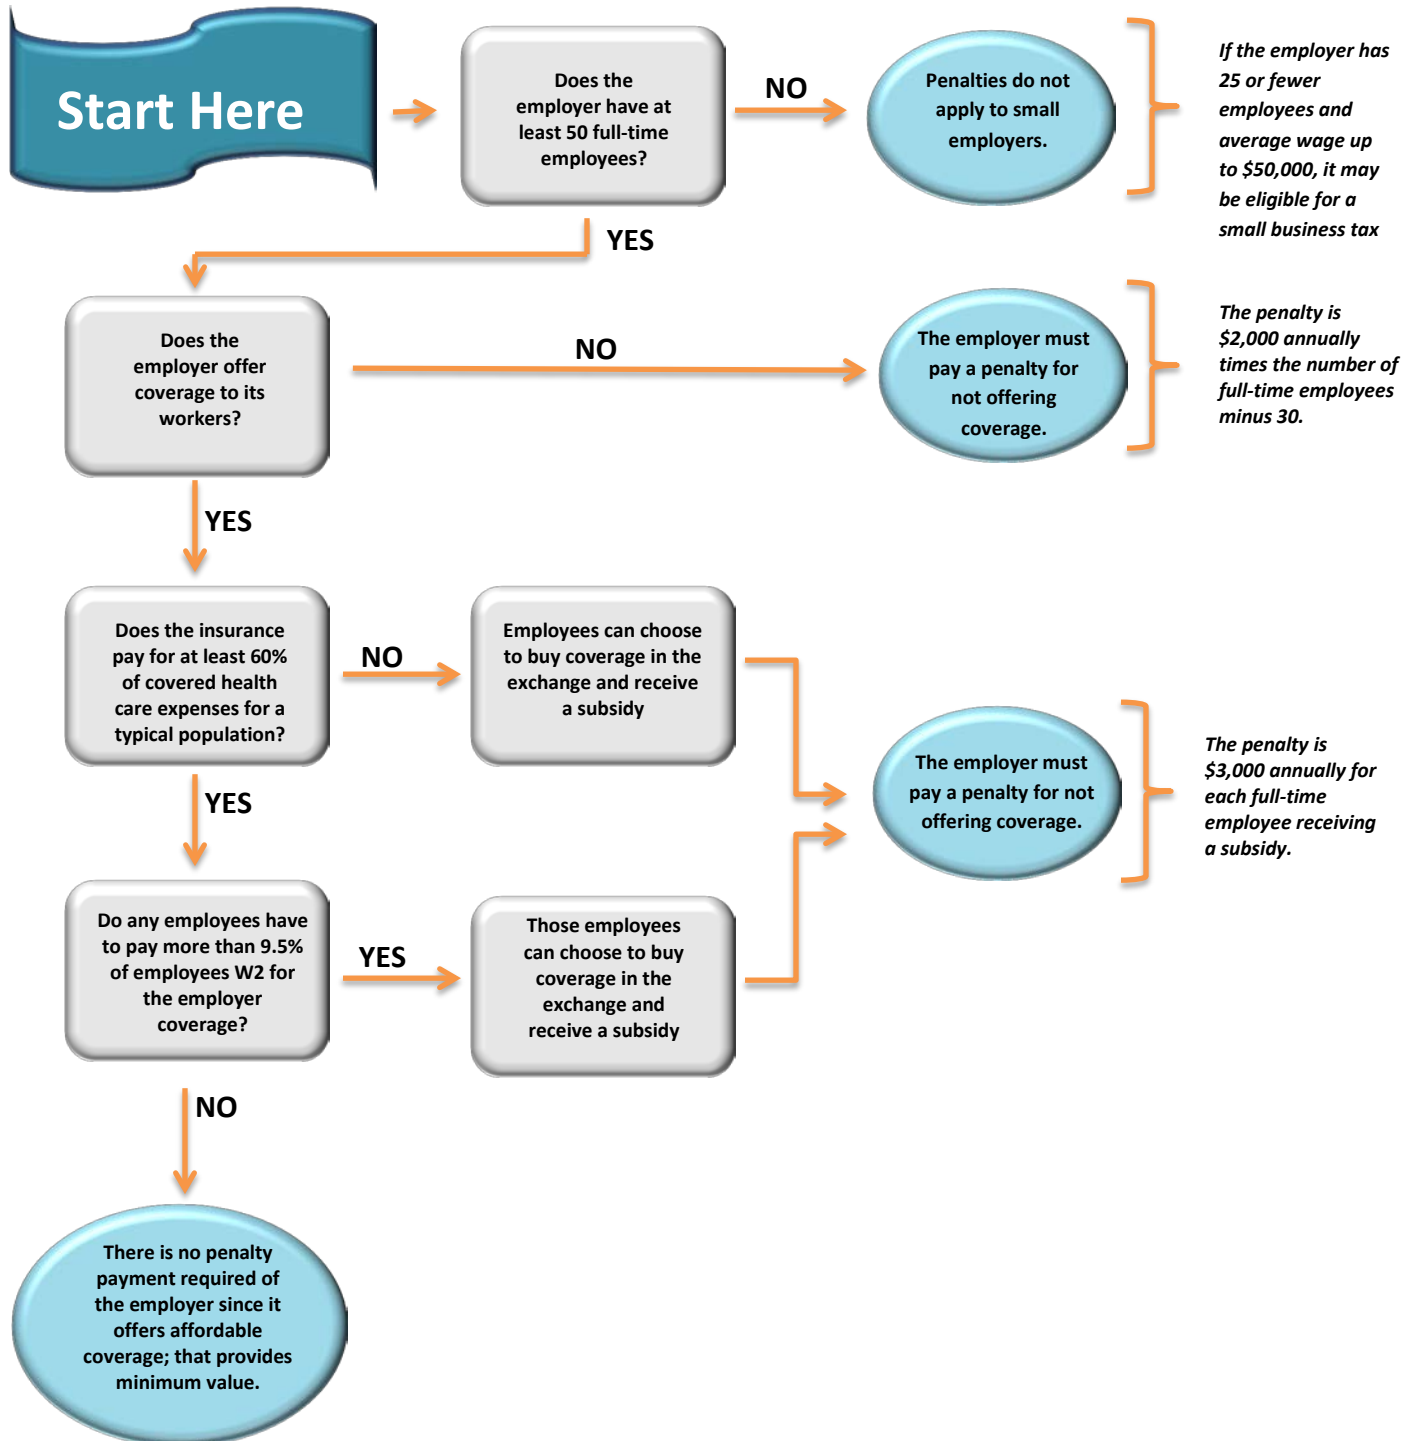 Start Here
Does the
employer have at
least 50 full-time
employees?
NO
Penalties do not
apply to small
employers.
If the employer has
25 or fewer
employees and
average wage up
to $50,000, it may
be eligible for a
small business tax
YES
Does the
employer offer
coverage to its
workers?
NO
The employer must
pay a penalty for
not offering
coverage.
The penalty is
$2,000 annually
times the number of
full-time employees
minus 30.
YES
Does the insurance
pay for at least 60%
of covered health
care expenses for a
typical population?
NO
Employees can choose
to buy coverage in the
exchange and receive
a subsidy
The employer must
pay a penalty for not
offering coverage.
The penalty is
$3,000 annually for
each full-time
employee receiving
a subsidy.
YES
Do any employees have
to pay more than 9.5%
of employees W2 for
the employer
coverage?
YES
Those employees
can choose to buy
coverage in the
exchange and
receive a subsidy
NO
There is no penalty
payment required of
the employer since it
offers affordable
coverage; that provides
minimum value.